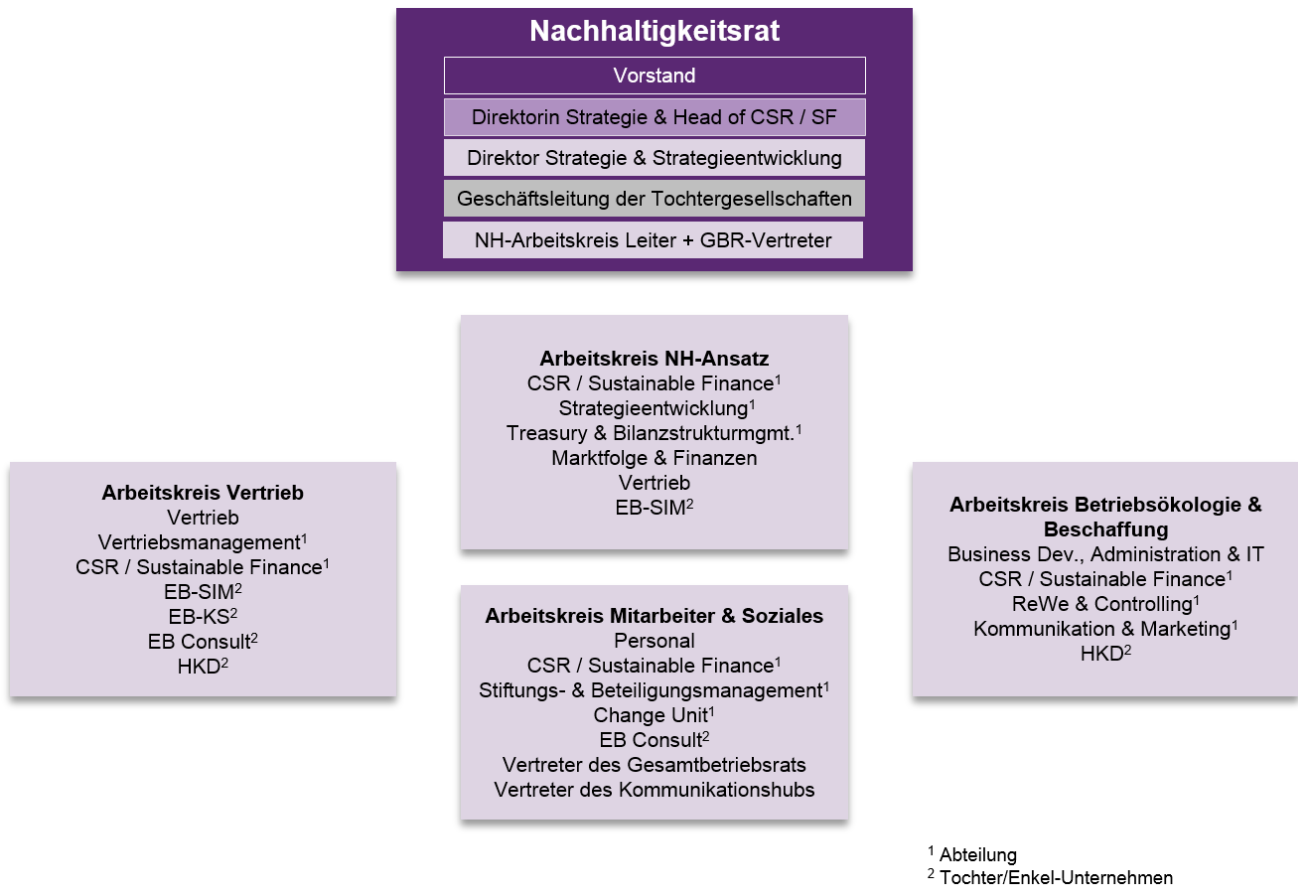 Nachhaltigkeitsrat
Vorstand
Direktorin Strategie & Head of CSR / SF
Direktor Strategie & Strategieentwicklung
Geschäftsleitung der Tochtergesellschaften
NH-Arbeitskreis Leiter + GBR-Vertreter
Arbeitskreis NH-Ansatz
CSR / Sustainable Finance¹
Strategieentwicklung¹
Treasury & Bilanzstrukturmgmt.¹
Marktfolge & Finanzen
Vertrieb
EB-SIM²
Arbeitskreis Vertrieb
Vertrieb
Vertriebsmanagement¹
CSR / Sustainable Finance¹
EB-SIM²
EB-KS²
EB Consult²
HKD²
Arbeitskreis Mitarbeiter & Soziales
Personal
CSR / Sustainable Finance¹
Stiftungs- & Beteiligungsmanagement¹
Change Unit¹
EB Consult²
Vertreter des Gesamtbetriebsrats
Vertreter des Kommunikationshubs
Arbeitskreis Betriebsökologie &
Beschaffung
Business Dev., Administration & IT
CSR / Sustainable Finance¹
ReWe & Controlling¹
Kommunikation & Marketing¹
HKD²
¹ Abteilung
² Tochter/Enkel-Unternehmen